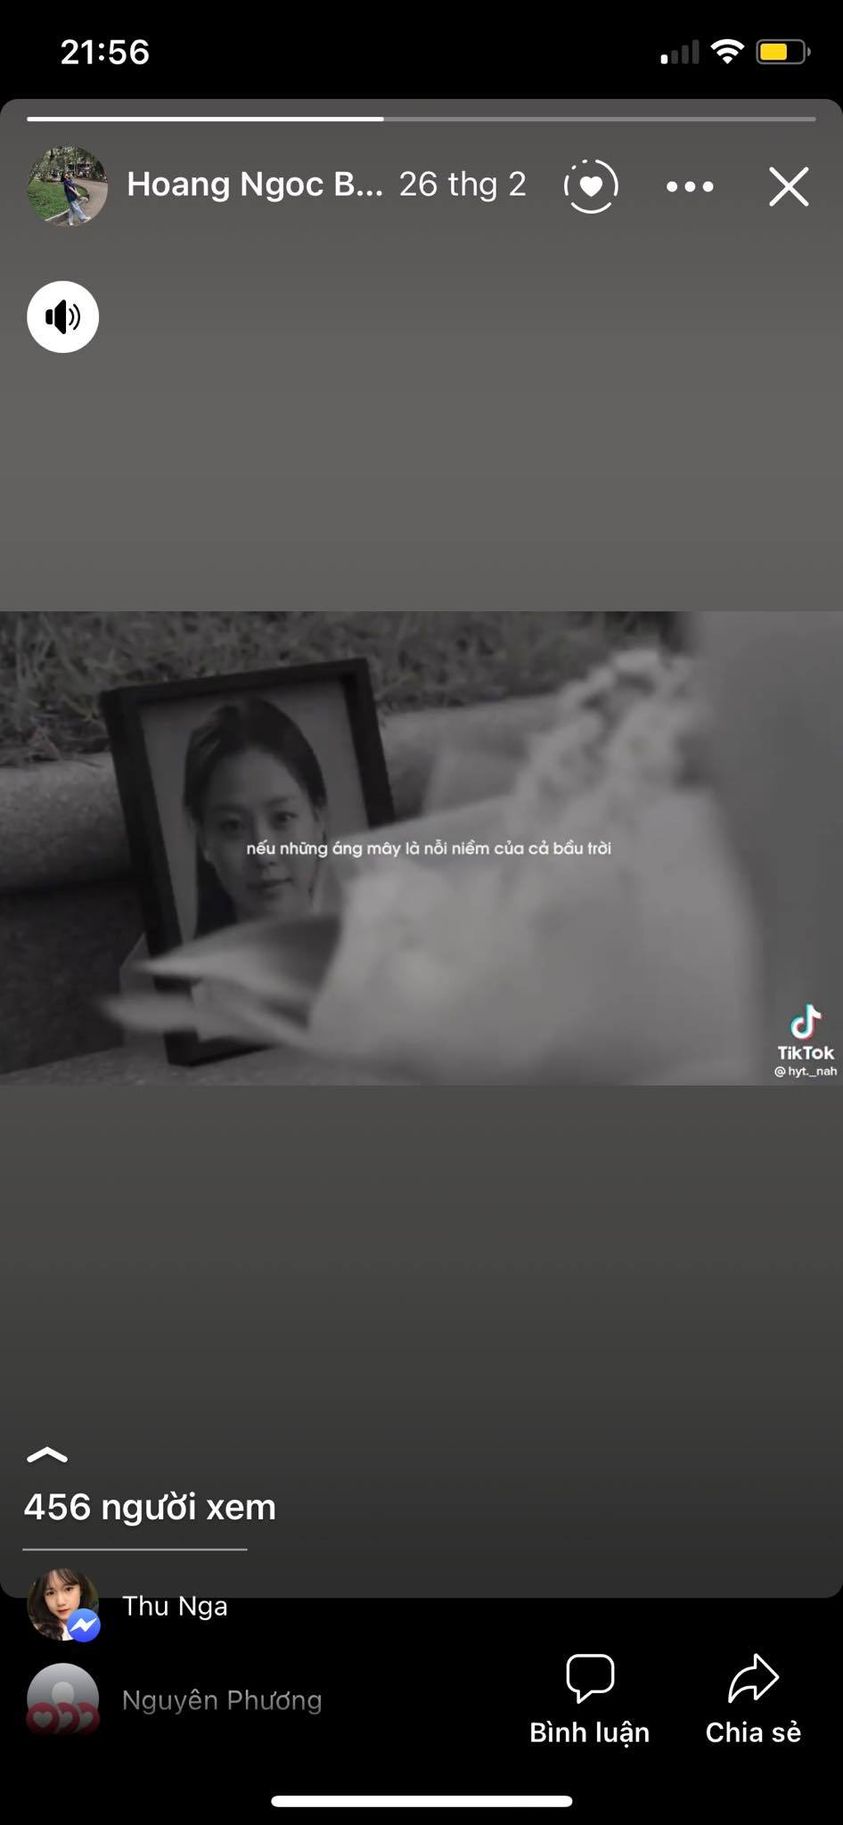 21:56
Hoang Ngoc B... 26 thg 2
nếu những áng mây là nỗi niềm của cả bầu trời
TikTok
@hyt._nah
456 người xem
Thu Nga
Nguyên Phương
Bình luận
Chia sẻ